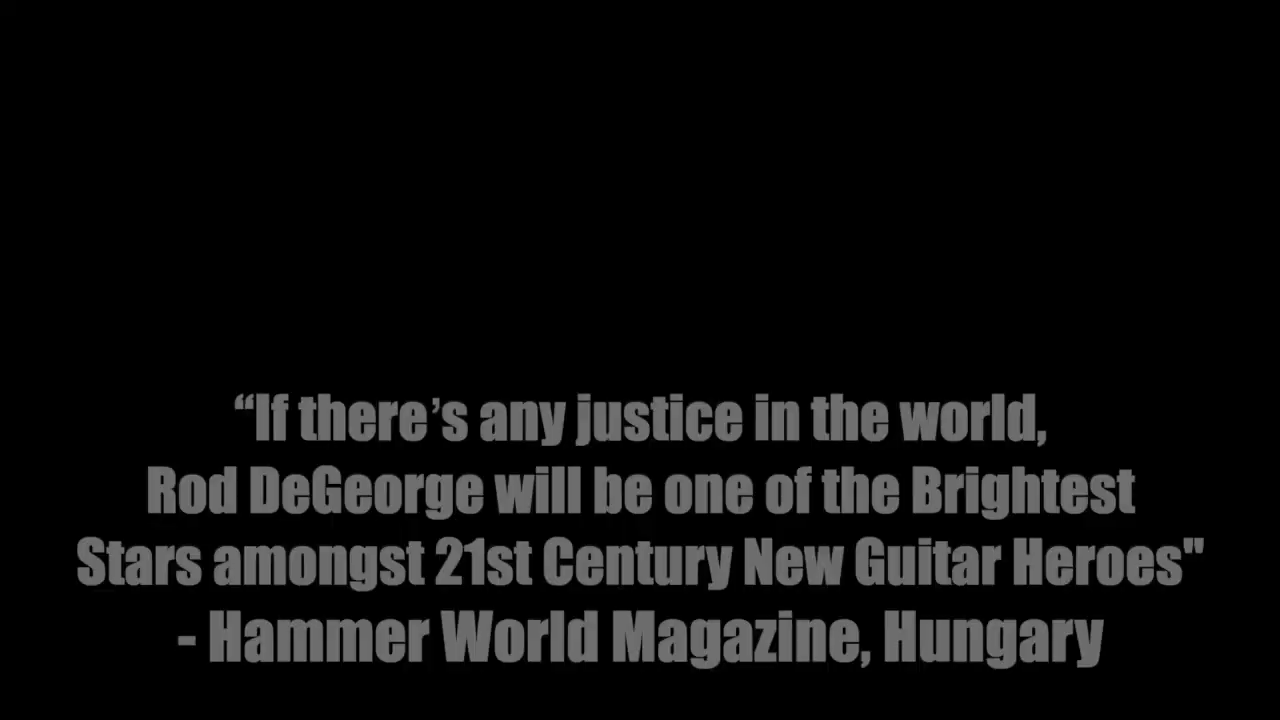 “If there’s any justice in the world,
Rod DeGeorge will be one of the Brightest
Stars amongst 21st Century New Guitar Heroes"
- Hammer World Magazine, Hungary